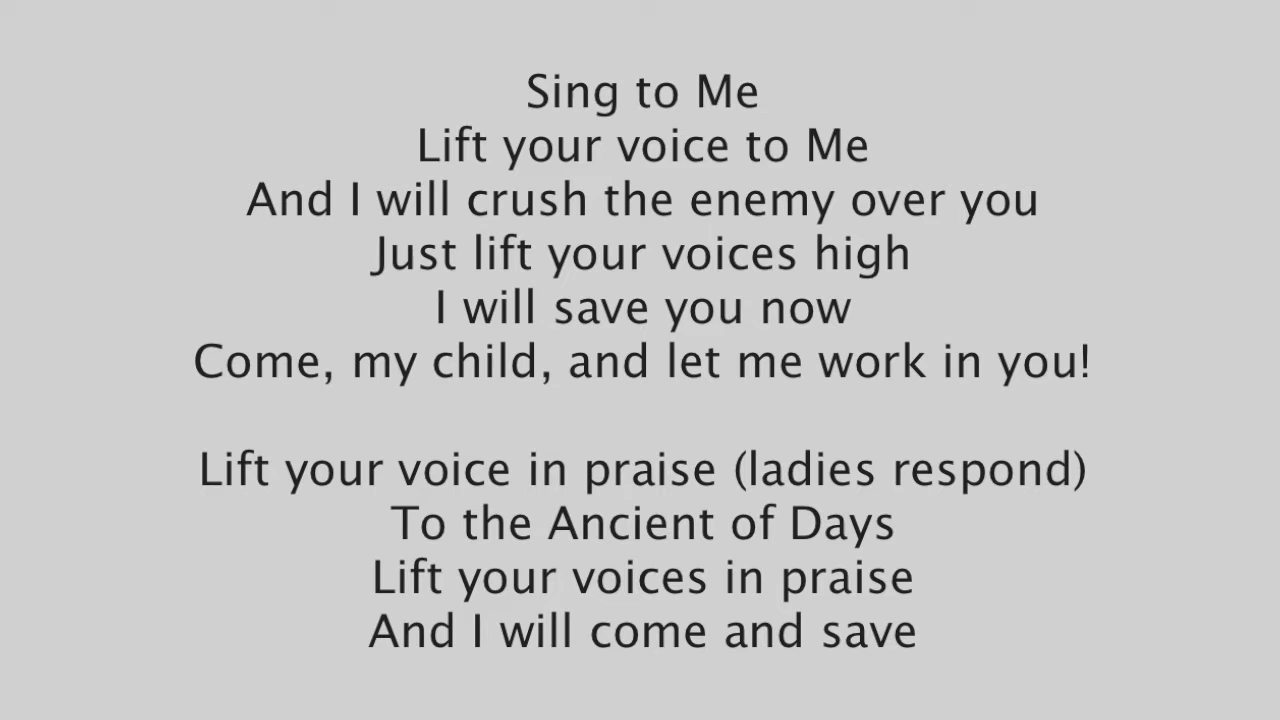 Sing to Me
Lift your voice to Me
And I will crush the enemy over you
Just lift your voices high
I will save you now
Come, my child, and let me work in you!
Lift your voice in praise (ladies respond)
To the Ancient of Days
Lift your voices in praise
And I will come and save